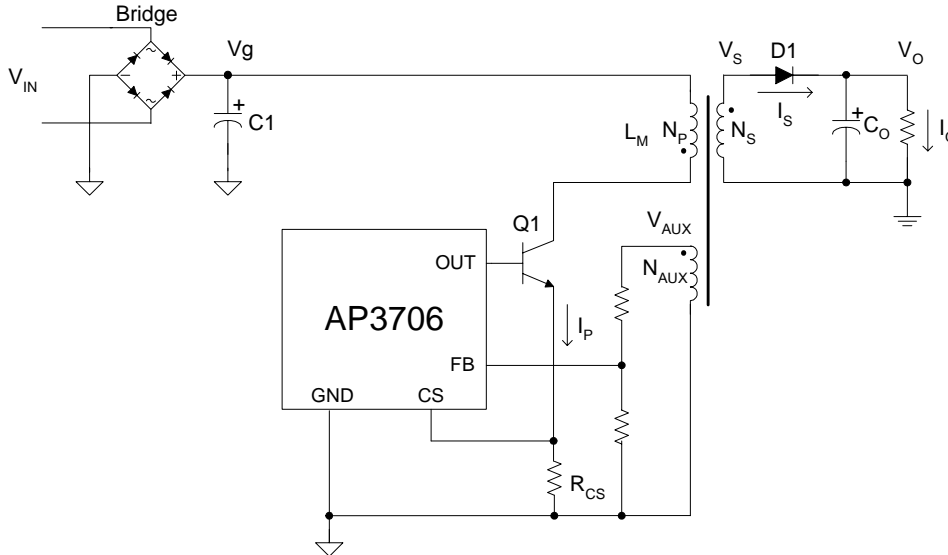 Bridge
V_IN
~
−
+
~
Vg
+
C1
L_M
N_P
N_S
V_S
D1
I_S
V_O
+
C_O
I_O
Q1
V_AUX
N_AUX
OUT
AP3706
I_P
FB
GND
CS
R_CS